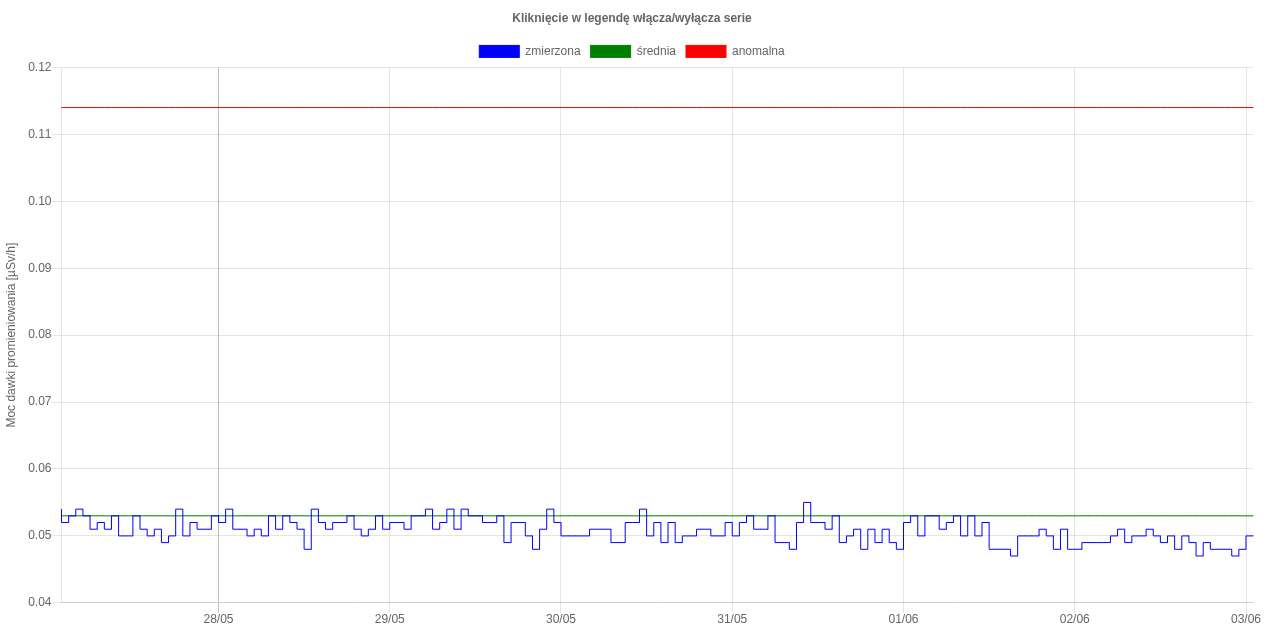 Kliknięcie w legendę włącza/wyłącza serie
zmierzona średnia anomalna
Moc dawki promieniowania [µSv/h]
0.12
0.11
0.10
0.09
0.08
0.07
0.06
0.05
0.04
28/05 29/05 30/05 31/05 01/06 02/06 03/06